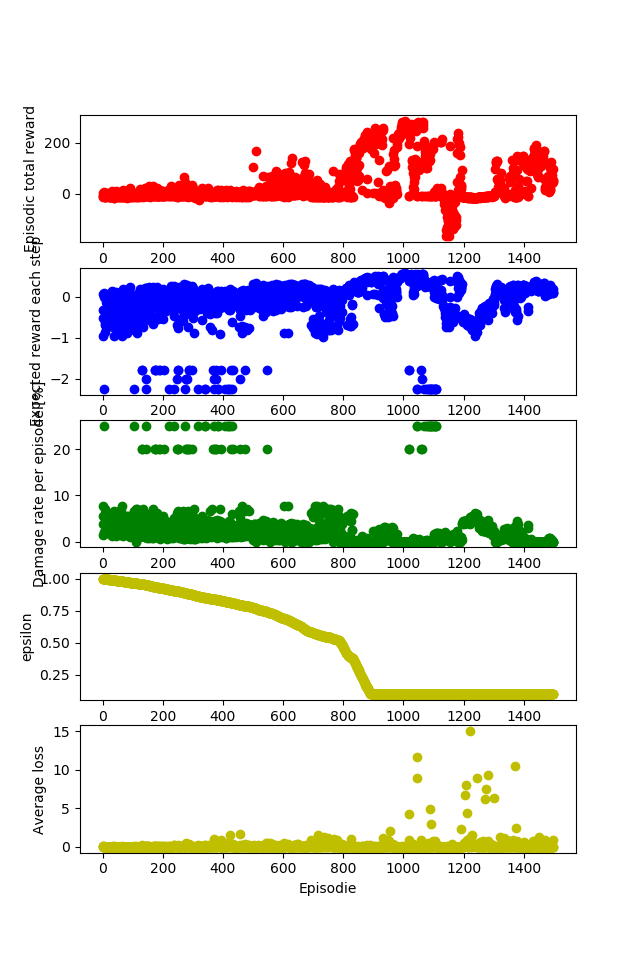 Episodic total reward
200
0
0 200 400 600 800 1000 1200 1400
Expected reward each step
0
−1
−2
0 200 400 600 800 1000 1200 1400
Damage rate per episode [%]
20
10
0
0 200 400 600 800 1000 1200 1400
epsilon
1.00
0.75
0.50
0.25
0 200 400 600 800 1000 1200 1400
Average loss
15
10
5
0
0 200 400 600 800 1000 1200 1400
Episodie